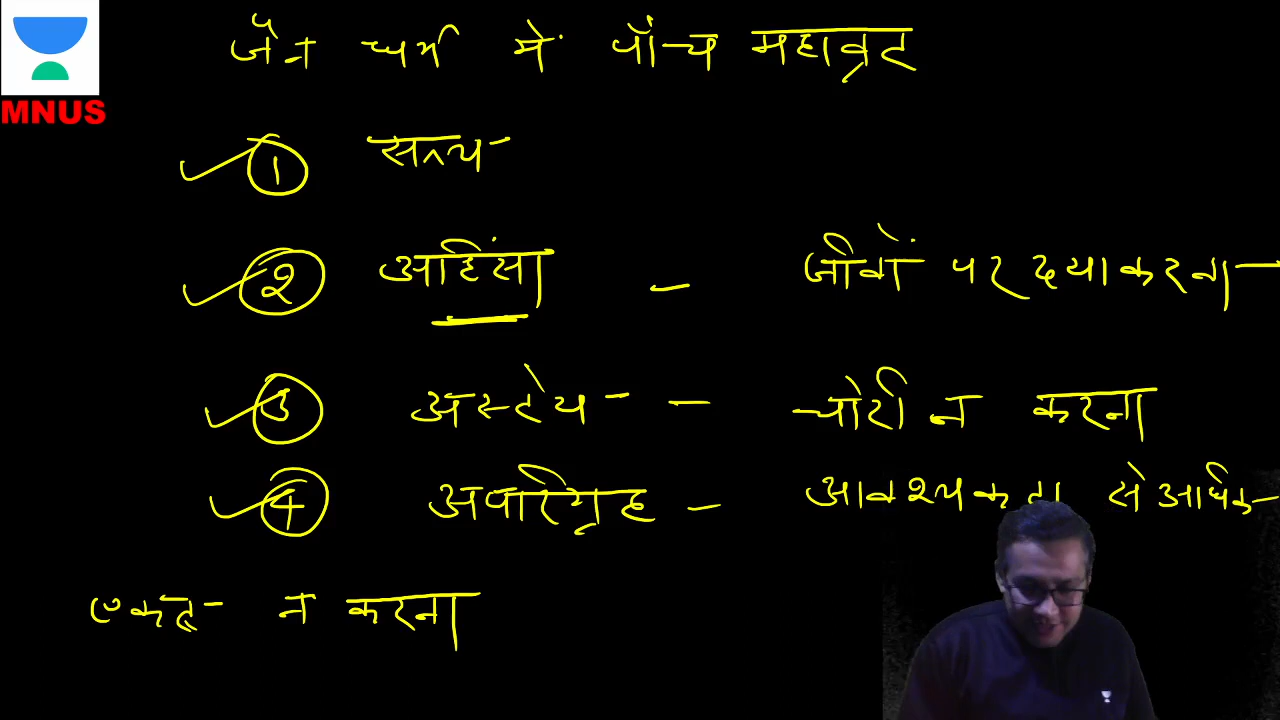 MNUS
जैन धर्म में पाँच महाव्रत
1 सत्य
2 अहिंसा - जीवों पर दया करना
3 अस्तेय - चोरी न करना
4 अपरिग्रह - आवश्यकता से अधिक
एकत्र न करना